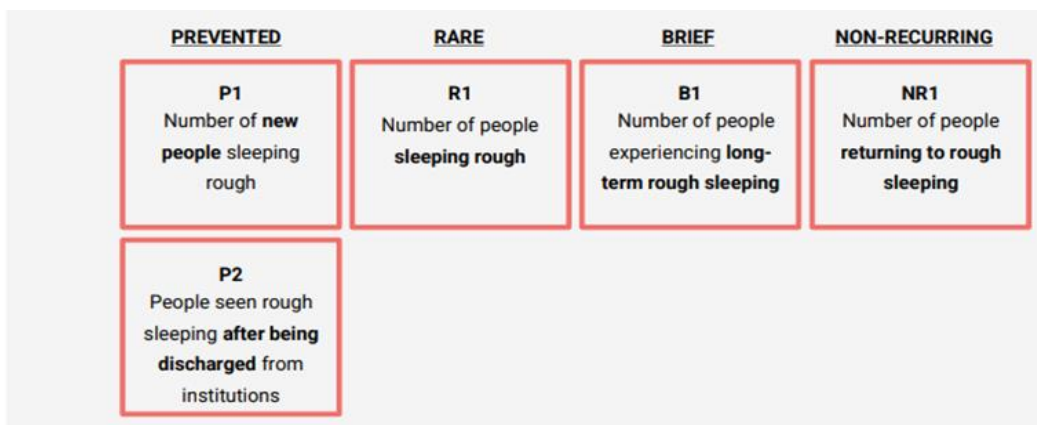 PREVENTED
RARE
BRIEF
NON-RECURRING
P1
Number of new
people sleeping
rough
R1
Number of people
sleeping rough
B1
Number of people
experiencing long-
term rough sleeping
NR1
Number of people
returning to rough
sleeping
P2
People seen rough
sleeping after being
discharged from
institutions